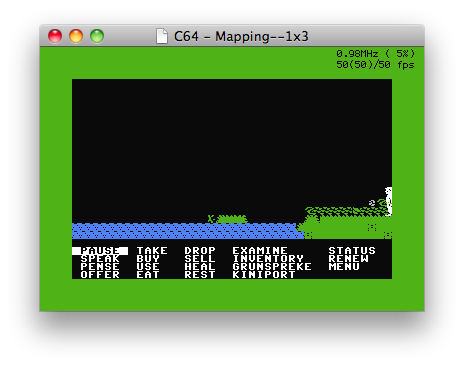 C64 - Mapping--1x3
0.98MHz ( 5%)
50(50)/50 fps
PAUSE TAKE DROP EXAMINE STATUS
SPEAK BUY SELL INVENTORY RENEW
PENSE USE HEAL GRUNSPREKE MENU
OFFER EAT REST KINIPORT